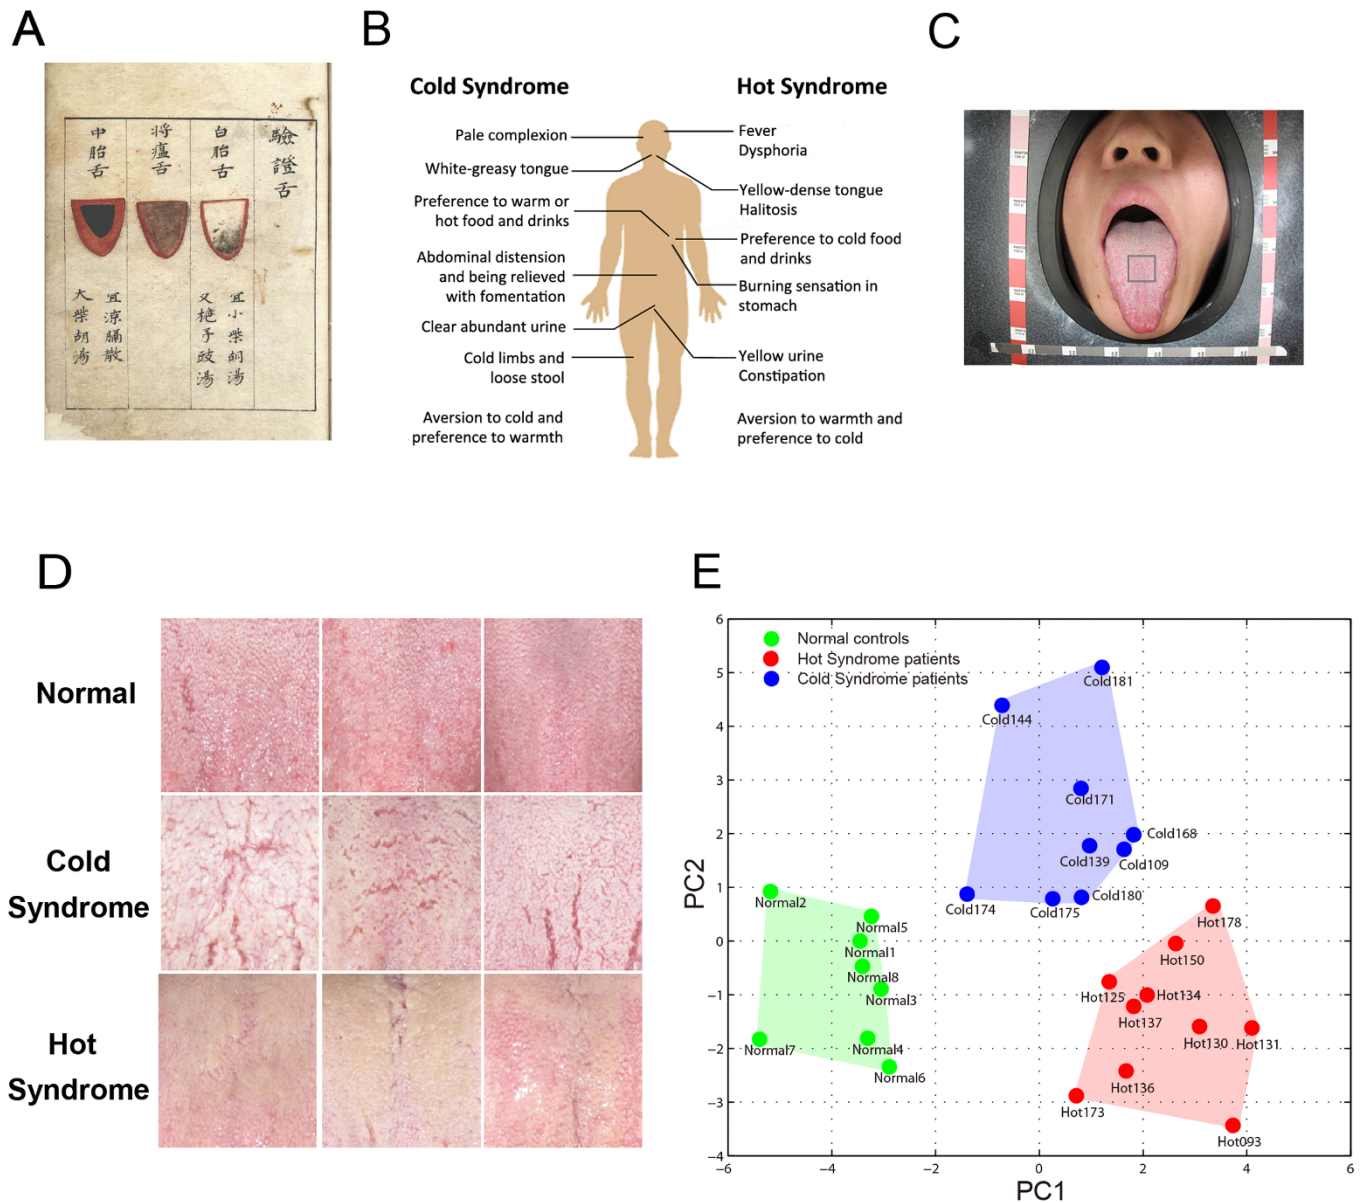 A
驗證舌
白胎舌
宜小柴胡湯
又梔子豉湯
将瘟舌
中胎舌
宜涼膈散
大柴胡湯
B
Cold Syndrome
Pale complexion
White-greasy tongue
Preference to warm or
hot food and drinks
Abdominal distension
and being relieved
with fomentation
Clear abundant urine
Cold limbs and
loose stool
Aversion to cold and
preference to warmth
Hot Syndrome
Fever
Dysphoria
Yellow-dense tongue
Halitosis
Preference to cold food
and drinks
Burning sensation in
stomach
Yellow urine
Constipation
Aversion to warmth and
preference to cold
C
D
Normal
Cold
Syndrome
Hot
Syndrome
E
Normal controls
Hot Syndrome patients
Cold Syndrome patients
PC2
6
5
4
3
2
1
0
−1
−2
−3
−4
Cold181
Cold144
Cold171
Cold168
Cold139
Cold109
Cold174
Cold175
Cold180
Normal2
Normal5
Normal1
Normal8
Normal3
Normal7
Normal4
Normal6
Hot178
Hot150
Hot125
Hot134
Hot137
Hot130
Hot131
Hot136
Hot173
Hot093
−6
−4
−2
0
2
4
6
PC1